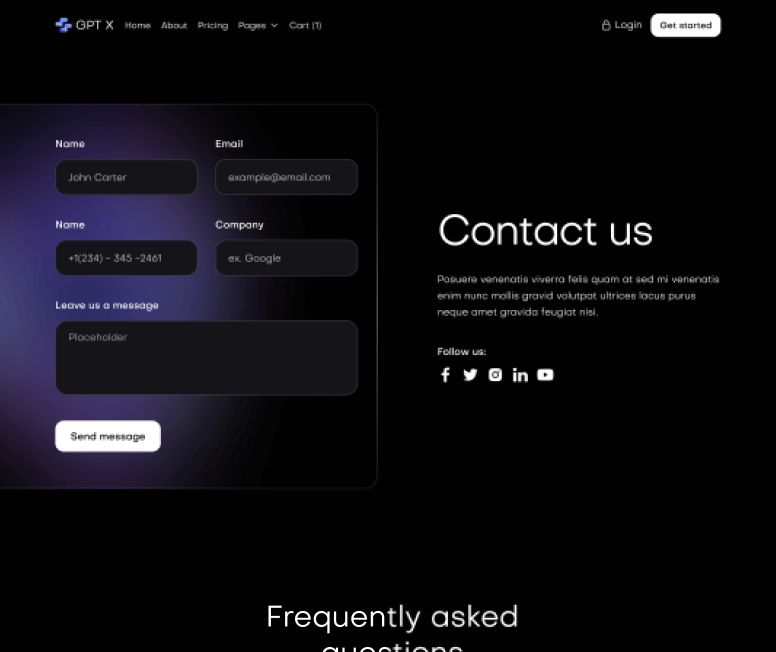 GPT X Home About Pricing Pages Cart (1) Login Get started
Name Email
John Carter example@email.com
Name Company
+1(234) - 345 -2461 ex. Google
Leave us a message
Placeholder
Send message
Contact us
Posuere venenatis viverra felis quam at sed mi venenatis
enim nunc mollis gravid volutpat ultrices lacus purus
neque amet gravida feugiat nisl.
Follow us:
Frequently asked
questions